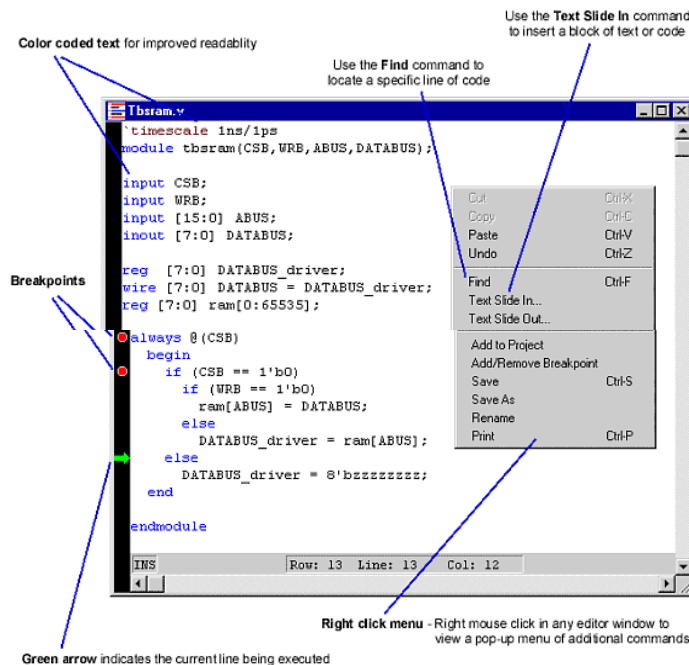 Use the Text Slide In command
to insert a block of text or code
Color coded text for improved readablity
Use the Find command to
locate a specific line of code
Tbsram.v
`timescale 1ns/1ps
module tbsram(CSB,WRB,ABUS,DATABUS);
input CSB;
input WRB;
input [15:0] ABUS;
inout [7:0] DATABUS;
reg [7:0] DATABUS_driver;
wire [7:0] DATABUS = DATABUS_driver;
reg [7:0] ram[0:65535];
Breakpoints
always @(CSB)
begin
if (CSB == 1'b0)
if (WRB == 1'b0)
ram[ABUS] = DATABUS;
else
DATABUS_driver = ram[ABUS];
else
DATABUS_driver = 8'bzzzzzzzz;
end
endmodule
Cut Ctrl-X
Copy Ctrl-C
Paste Ctrl-V
Undo Ctrl-Z
Find Ctrl-F
Text Slide In...
Text Slide Out...
Add to Project
Add/Remove Breakpoint
Save Ctrl-S
Save As
Rename
Print Ctrl-P
INS Row: 13 Line: 13 Col: 12
Right click menu - Right mouse click in any editor window to
view a pop-up menu of additional commands
Green arrow indicates the current line being executed